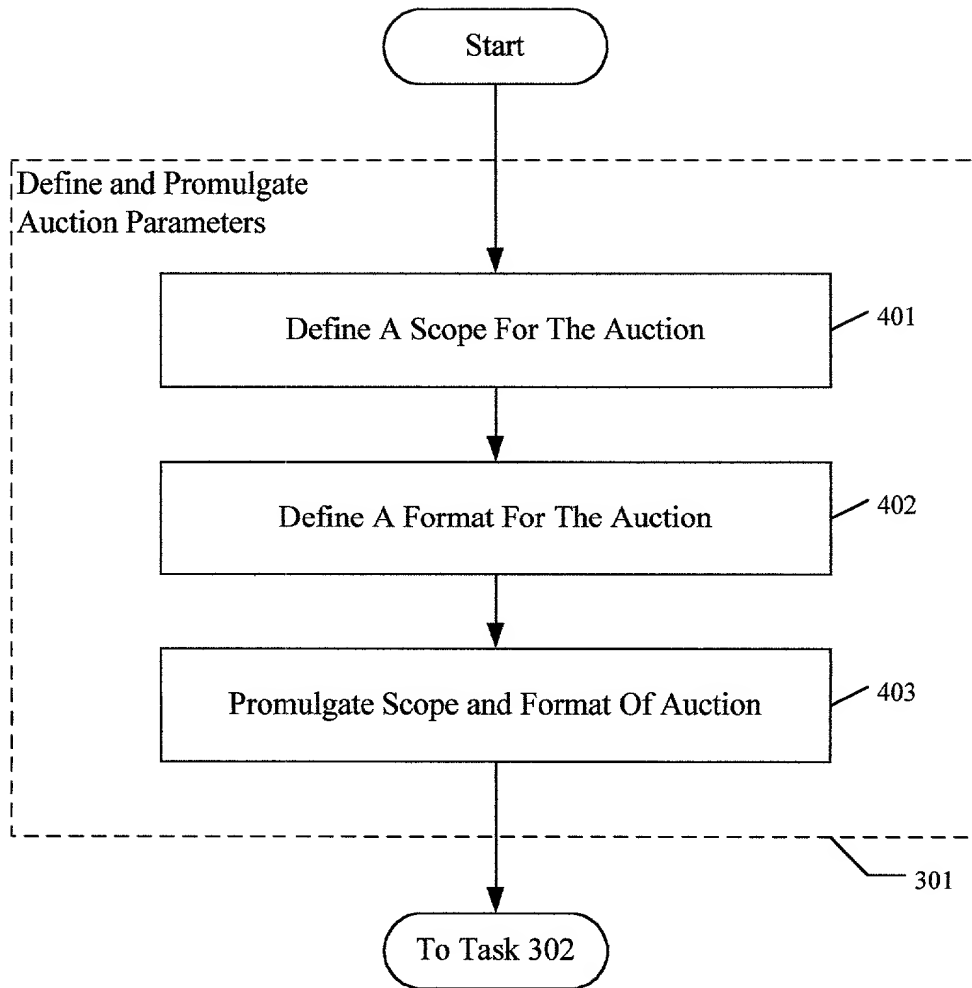 Start
Define and Promulgate
Auction Parameters
Define A Scope For The Auction
401
Define A Format For The Auction
402
Promulgate Scope and Format Of Auction
403
301
To Task 302